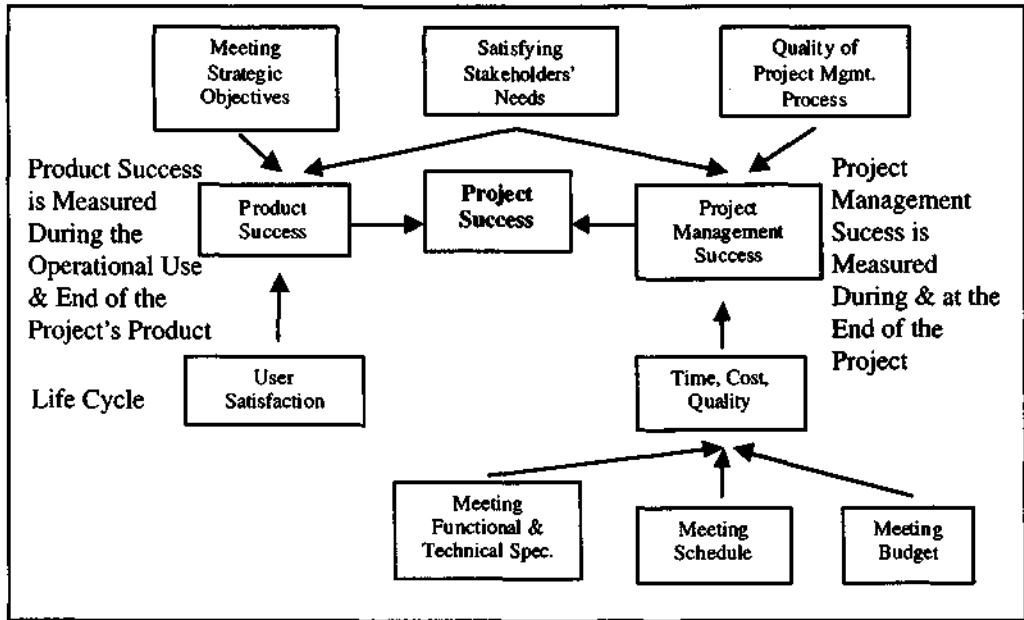 Meeting
Strategic
Objectives
Satisfying
Stakeholders'
Needs
Quality of
Project Mgmt.
Process
Product Success
is Measured
During the
Operational Use
& End of the
Project's Product
Life Cycle
Product
Success
Project
Success
Project
Management
Success
Project
Management
Sucess is
Measured
During & at the
End of the
Project
User
Satisfaction
Time, Cost,
Quality
Meeting
Functional &
Technical Spec.
Meeting
Schedule
Meeting
Budget